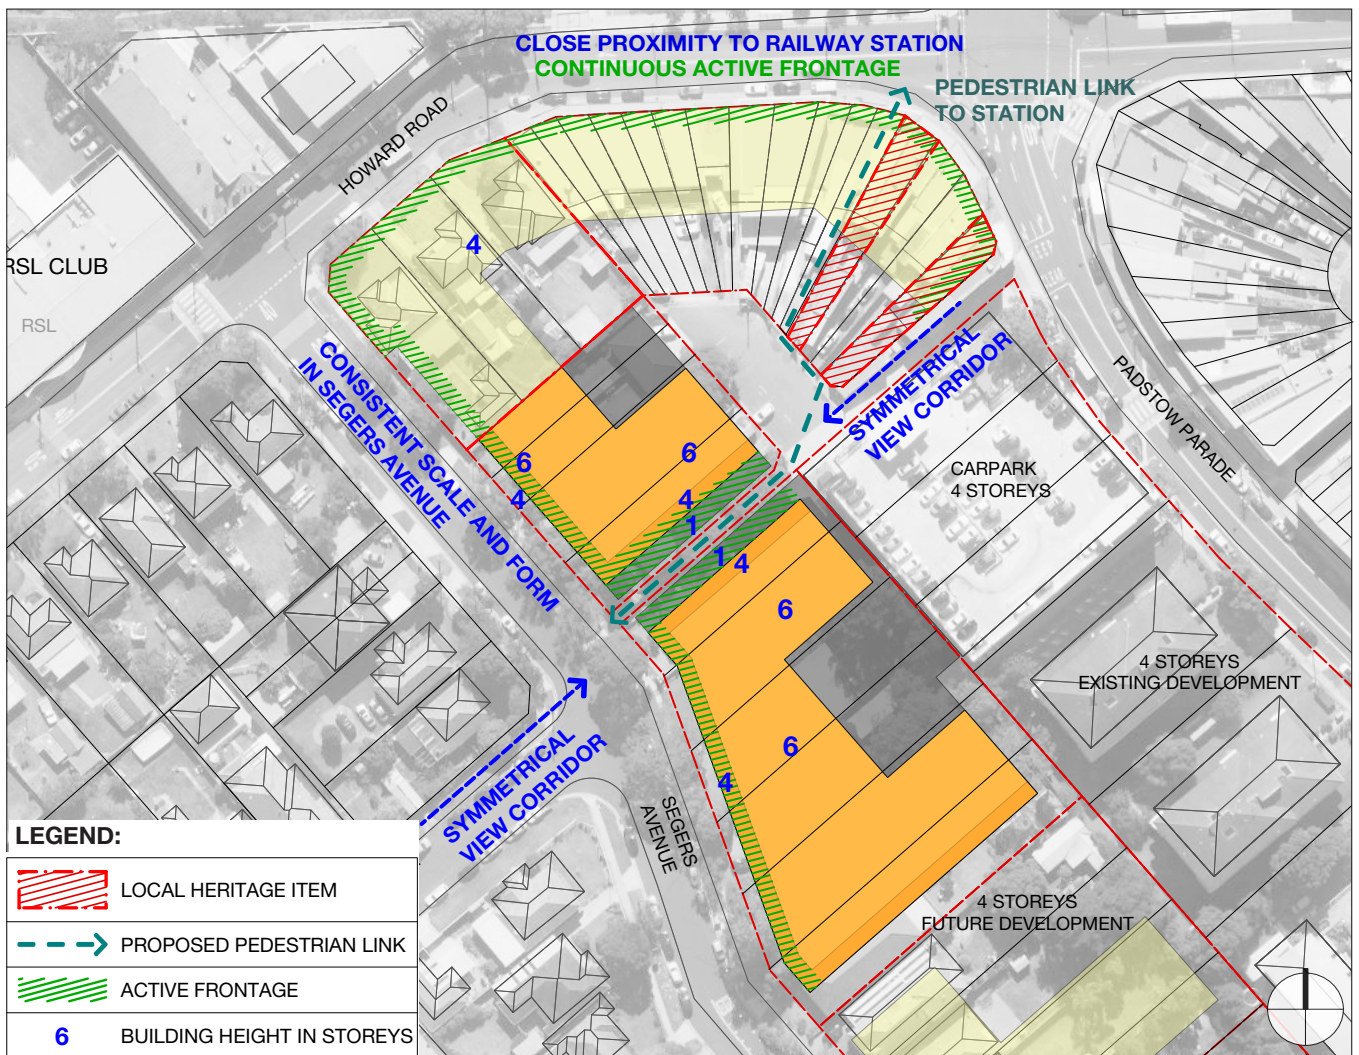 CLOSE PROXIMITY TO RAILWAY STATION
CONTINUOUS ACTIVE FRONTAGE
PEDESTRIAN LINK
TO STATION
HOWARD ROAD
RSL CLUB
RSL
4
CONSISTENT SCALE AND FORM
IN SEGERS AVENUE
SYMMETRICAL
VIEW CORRIDOR
PADSTOW PARADE
CARPARK
4 STOREYS
6
4
6
4
1
1
4
6
6
4
4 STOREYS
EXISTING DEVELOPMENT
SYMMETRICAL
VIEW CORRIDOR
SEGERS
AVENUE
4 STOREYS
FUTURE DEVELOPMENT
LEGEND:
LOCAL HERITAGE ITEM
PROPOSED PEDESTRIAN LINK
ACTIVE FRONTAGE
6 BUILDING HEIGHT IN STOREYS